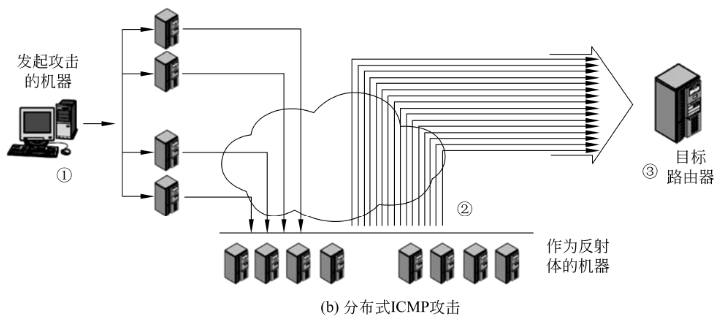 发起攻击
的机器
①
②
③
目标
路由器
作为反射
体的机器
(b) 分布式ICMP攻击